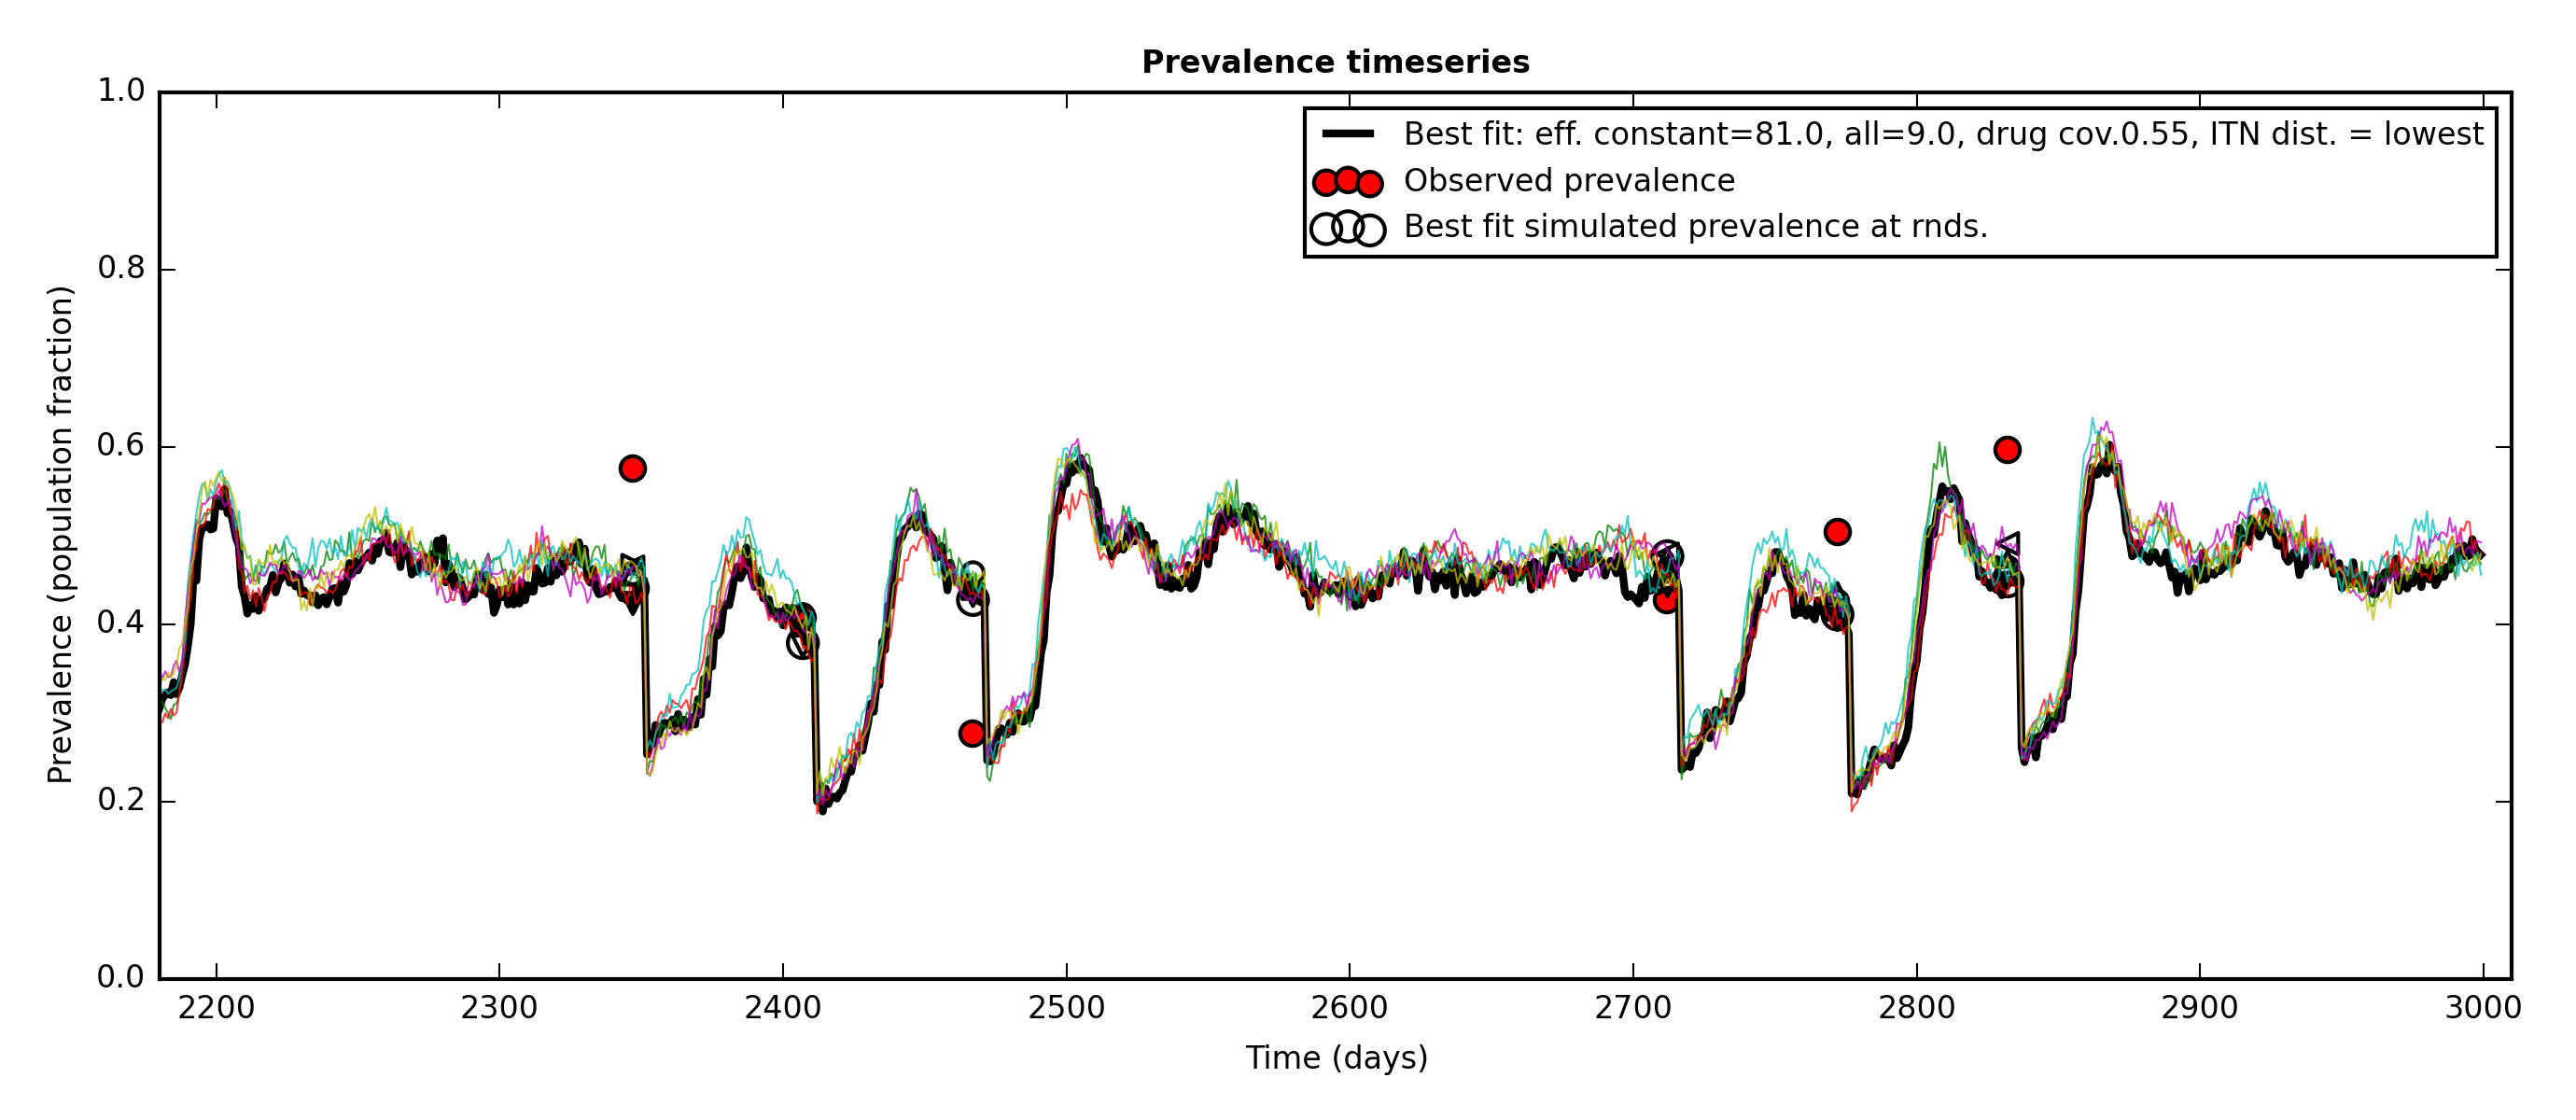 Prevalence timeseries
1.0
0.8
0.6
0.4
0.2
0.0
Prevalence (population fraction)
Best fit: eff. constant=81.0, all=9.0, drug cov.0.55, ITN dist. = lowest
Observed prevalence
Best fit simulated prevalence at rnds.
2200 2300 2400 2500 2600 2700 2800 2900 3000
Time (days)